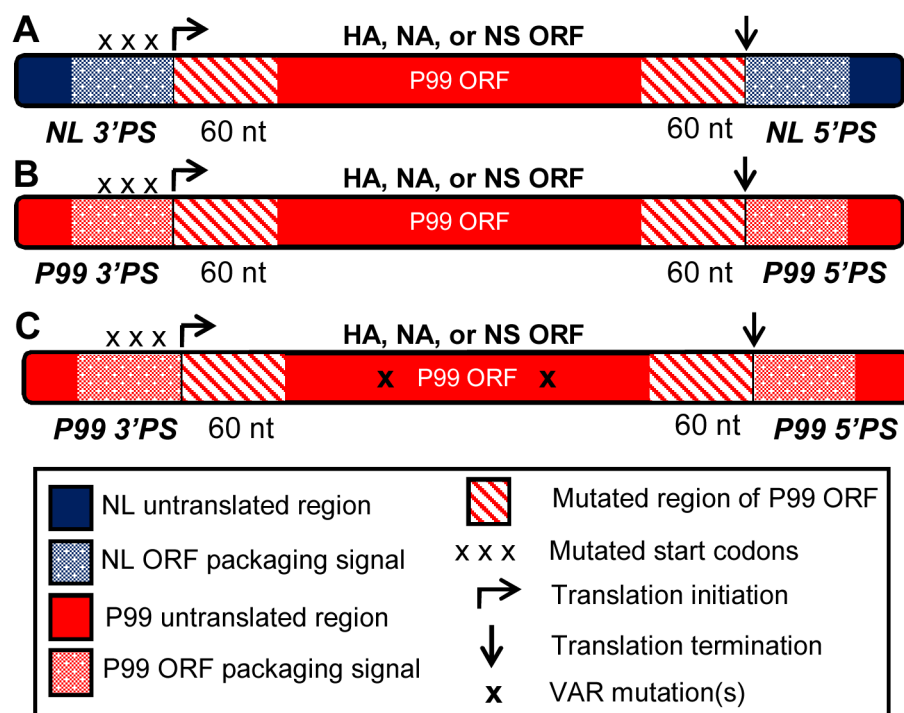 A
x x x
HA, NA, or NS ORF
P99 ORF
NL 3'PS
60 nt
60 nt
NL 5'PS
B
x x x
HA, NA, or NS ORF
P99 ORF
P99 3'PS
60 nt
60 nt
P99 5'PS
C
x x x
HA, NA, or NS ORF
x P99 ORF x
P99 3'PS
60 nt
60 nt
P99 5'PS
NL untranslated region
NL ORF packaging signal
P99 untranslated region
P99 ORF packaging signal
Mutated region of P99 ORF
x x x Mutated start codons
Translation initiation
Translation termination
x VAR mutation(s)